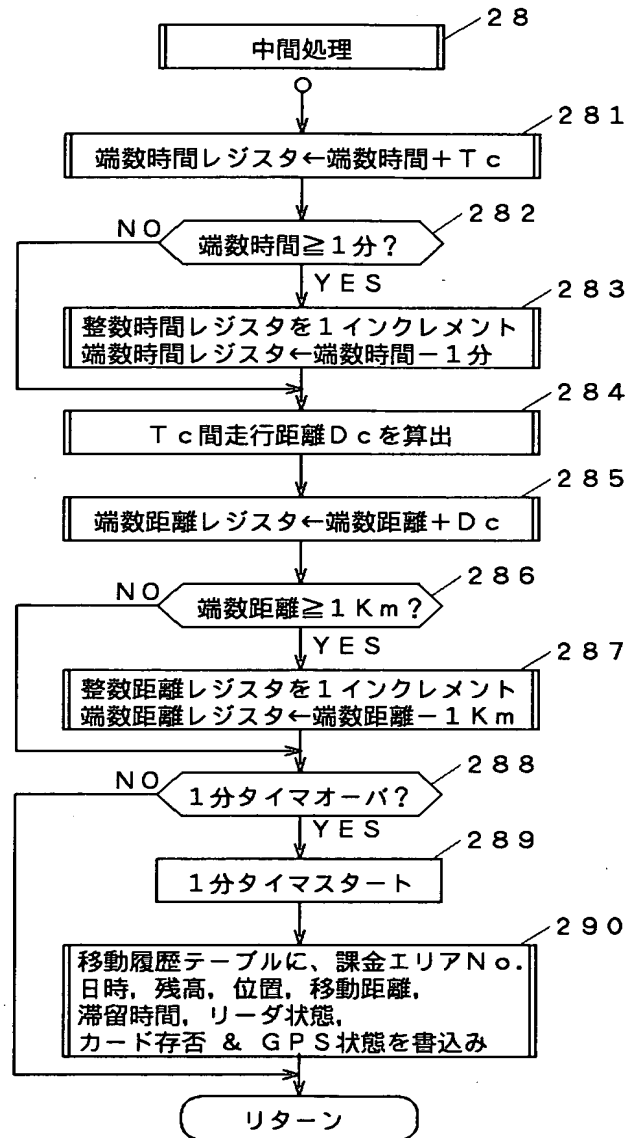 28
中間処理
281
端数時間レジスタ←端数時間+Tc
282
NO
端数時間≧1分?
YES
283
整数時間レジスタを1インクレメント
端数時間レジスタ←端数時間-1分
284
Tc間走行距離Dcを算出
285
端数距離レジスタ←端数距離+Dc
286
NO
端数距離≧1Km?
YES
287
整数距離レジスタを1インクレメント
端数距離レジスタ←端数距離-1Km
288
NO
1分タイマオーバ?
YES
289
1分タイマスタート
290
移動履歴テーブルに、課金エリアNo.
日時,残高,位置,移動距離,
滞留時間,リーダ状態,
カード存否 & GPS状態を書込み
リターン